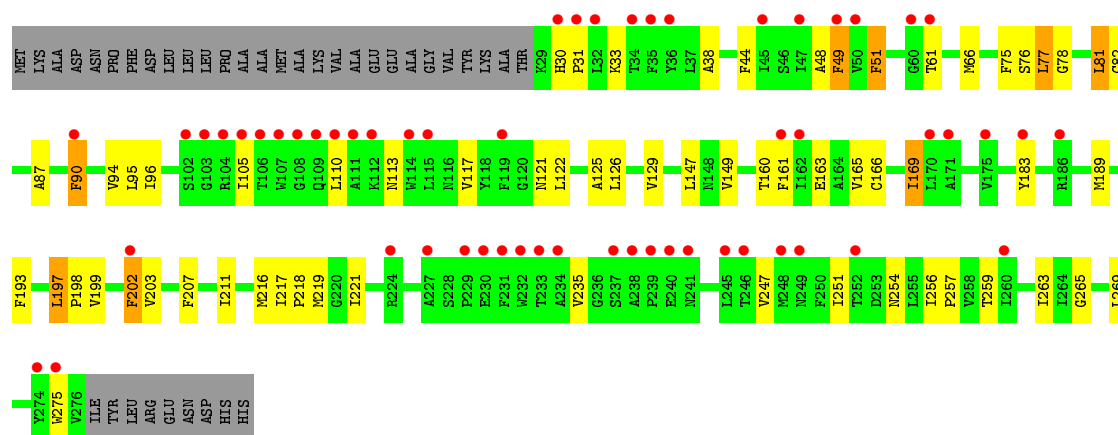 MET LYS ALA ASP ASN PRO PHE ASP LEU LEU LEU PRO ALA ALA MET ALA LYS VAL ALA GLU GLU ALA GLY VAL TYR LYS ALA THR K29 H30 P31 L32 K33 T34 F35 Y36 L37 A38 F44 I45 S46 I47 A48 F49 V50 F51 G60 T61 M66 F75 S76 L77 G78 L81
A87 F90 V94 L95 I96 S102 G103 R104 I105 T106 W107 G108 Q109 L110 A111 K112 N113 W114 L115 N116 V117 Y118 F119 G120 N121 L122 A125 L126 V129 L147 N148 V149 T160 F161 I162 E163 A164 V165 C166 I169 L170 A171 V175 Y183 R186 M189
F193 L197 P198 V199 F202 V203 F207 I211 M216 I217 P218 M219 G220 I221 R224 A227 S228 P229 E230 F231 W232 T233 A234 V235 G236 S237 A238 P239 E240 N241 L245 T246 V247 M248 N249 F250 I251 T252 D253 N254 L255 I256 P257 V258 T259 I260 I263 I264 G265
Y274 W275 V276 ILE TYR LEU ARG GLU ASN ASP HIS HIS